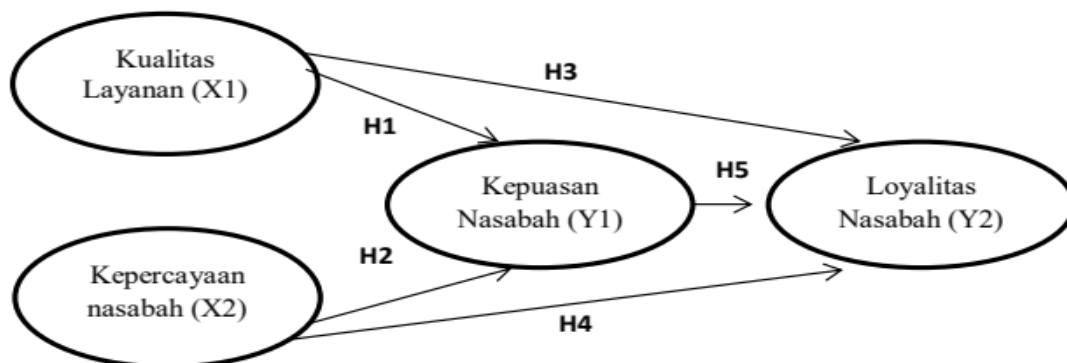 Kualitas
Layanan (X1)
H3
H1
Kepuasan
Nasabah (Y1)
H5
Loyalitas
Nasabah (Y2)
Kepercayaan
nasabah (X2)
H2
H4